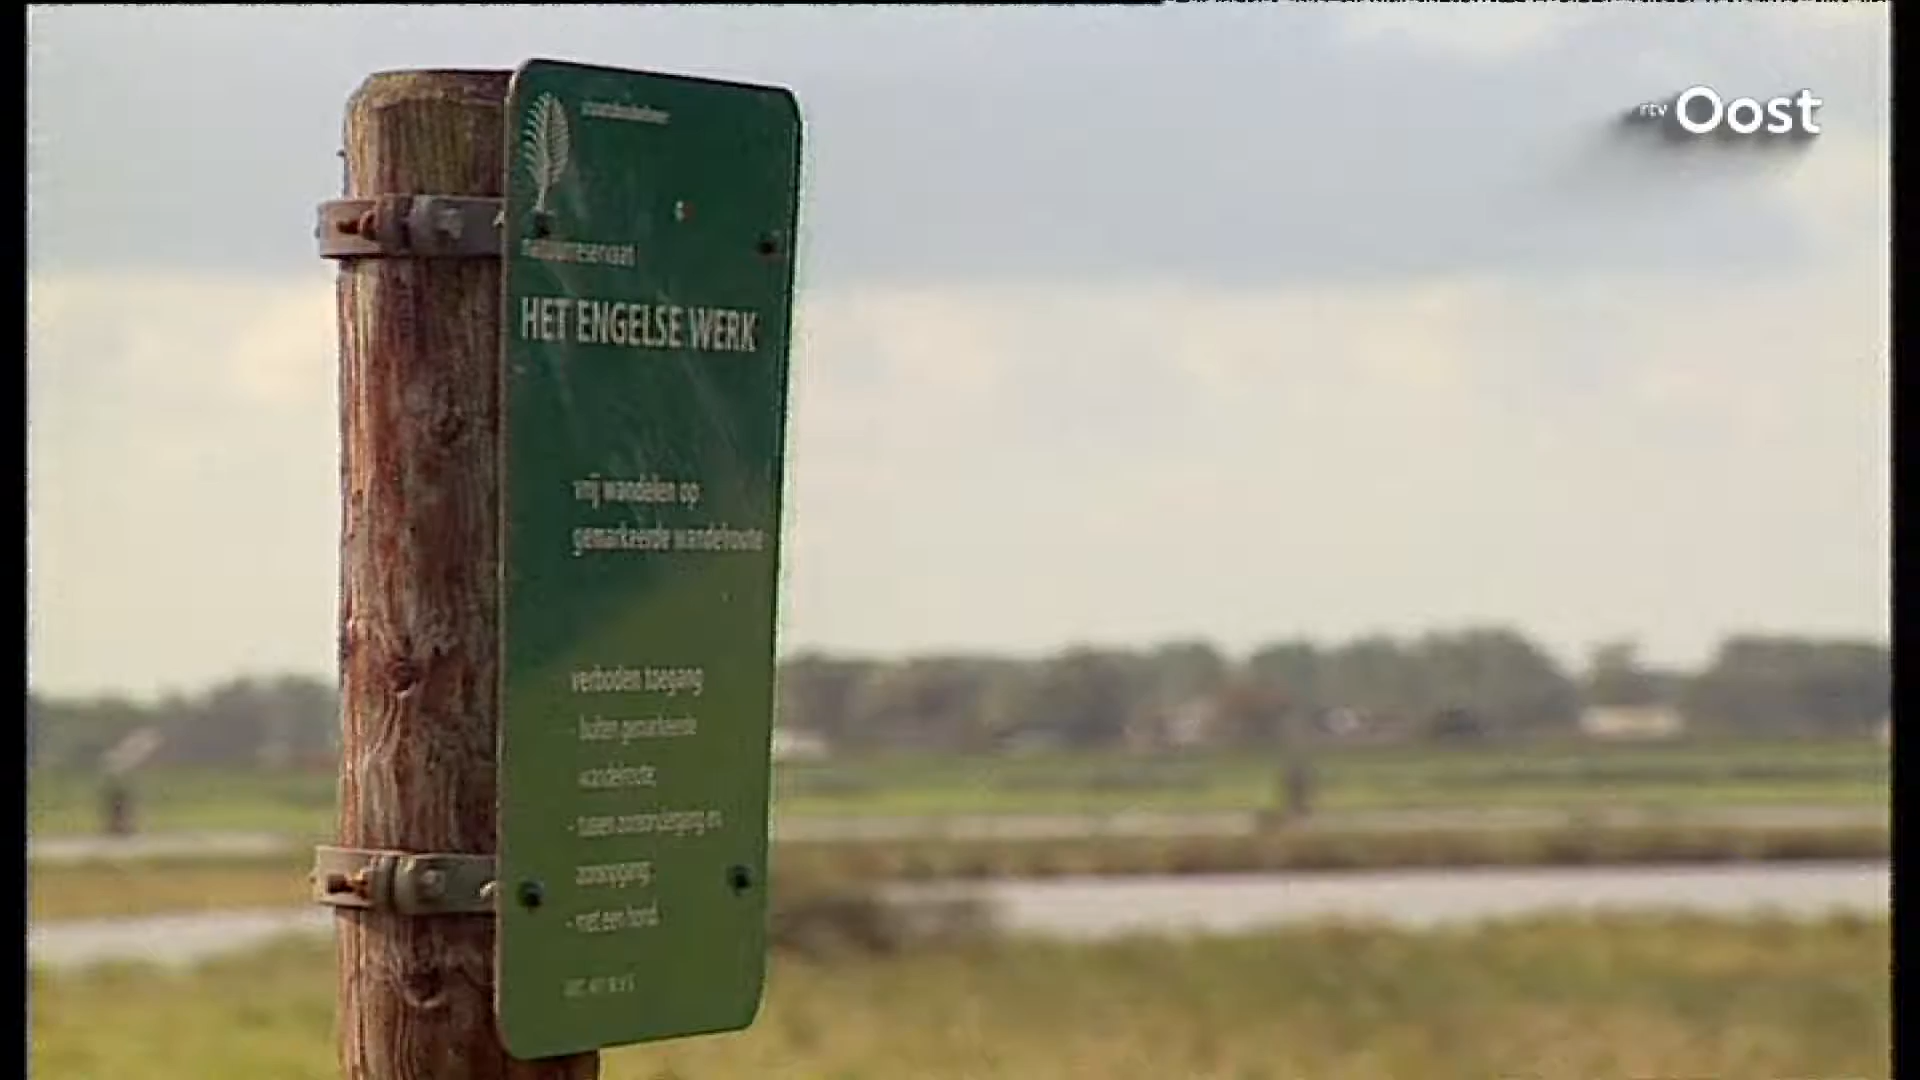 rtv Oost
staatsbosbeheer
natuurreservaat
HET ENGELSE WERK
vrij wandelen op
gemarkeerde wandelroute
verboden toegang
- buiten gemarkeerde
wandelroute;
- tussen zonsondergang en
zonsopgang;
- met een hond.